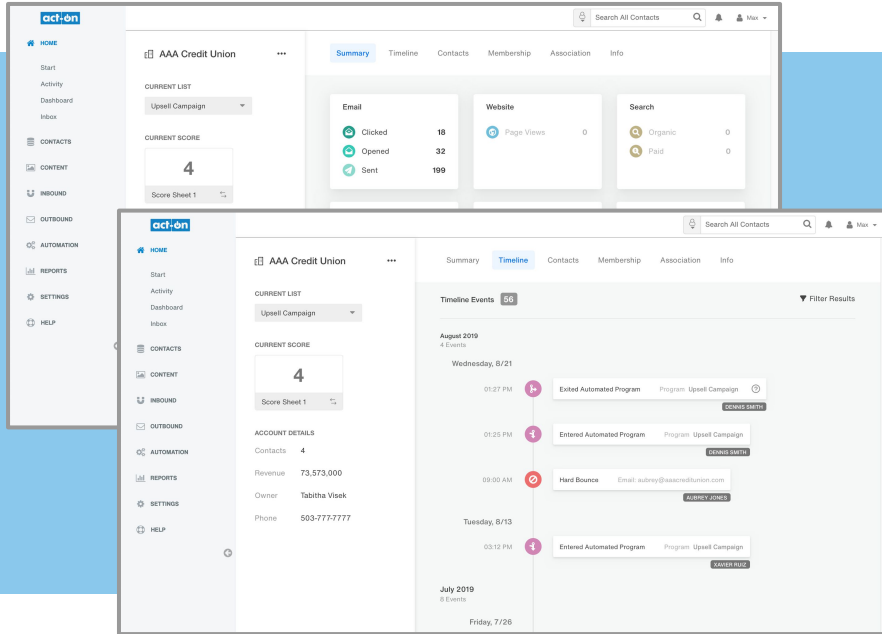 act-on
Search All Contacts
Max
HOME
Start
Activity
Dashboard
Inbox
CONTACTS
CONTENT
INBOUND
OUTBOUND
AUTOMATION
REPORTS
SETTINGS
HELP
AAA Credit Union
CURRENT LIST
Upsell Campaign
CURRENT SCORE
4
Score Sheet 1
Summary Timeline Contacts Membership Association Info
Email
Clicked 18
Opened 32
Sent 199
Website
Page Views 0
Search
Organic 0
Paid 0
act-on
Search All Contacts
Max
HOME
Start
Activity
Dashboard
Inbox
CONTACTS
CONTENT
INBOUND
OUTBOUND
AUTOMATION
REPORTS
SETTINGS
HELP
AAA Credit Union
CURRENT LIST
Upsell Campaign
CURRENT SCORE
4
Score Sheet 1
ACCOUNT DETAILS
Contacts 4
Revenue 73,573,000
Owner Tabitha Visek
Phone 503-777-7777
Summary Timeline Contacts Membership Association Info
Timeline Events 56
Filter Results
August 2019
4 Events
Wednesday, 8/21
01:27 PM Exited Automated Program Program Upsell Campaign
DENNIS SMITH
01:25 PM Entered Automated Program Program Upsell Campaign
DENNIS SMITH
09:00 AM Hard Bounce Email: aubrey@aaacreditunion.com
AUBREY JONES
Tuesday, 8/13
03:12 PM Entered Automated Program Program Upsell Campaign
XAVIER RUIZ
July 2019
8 Events
Friday, 7/26